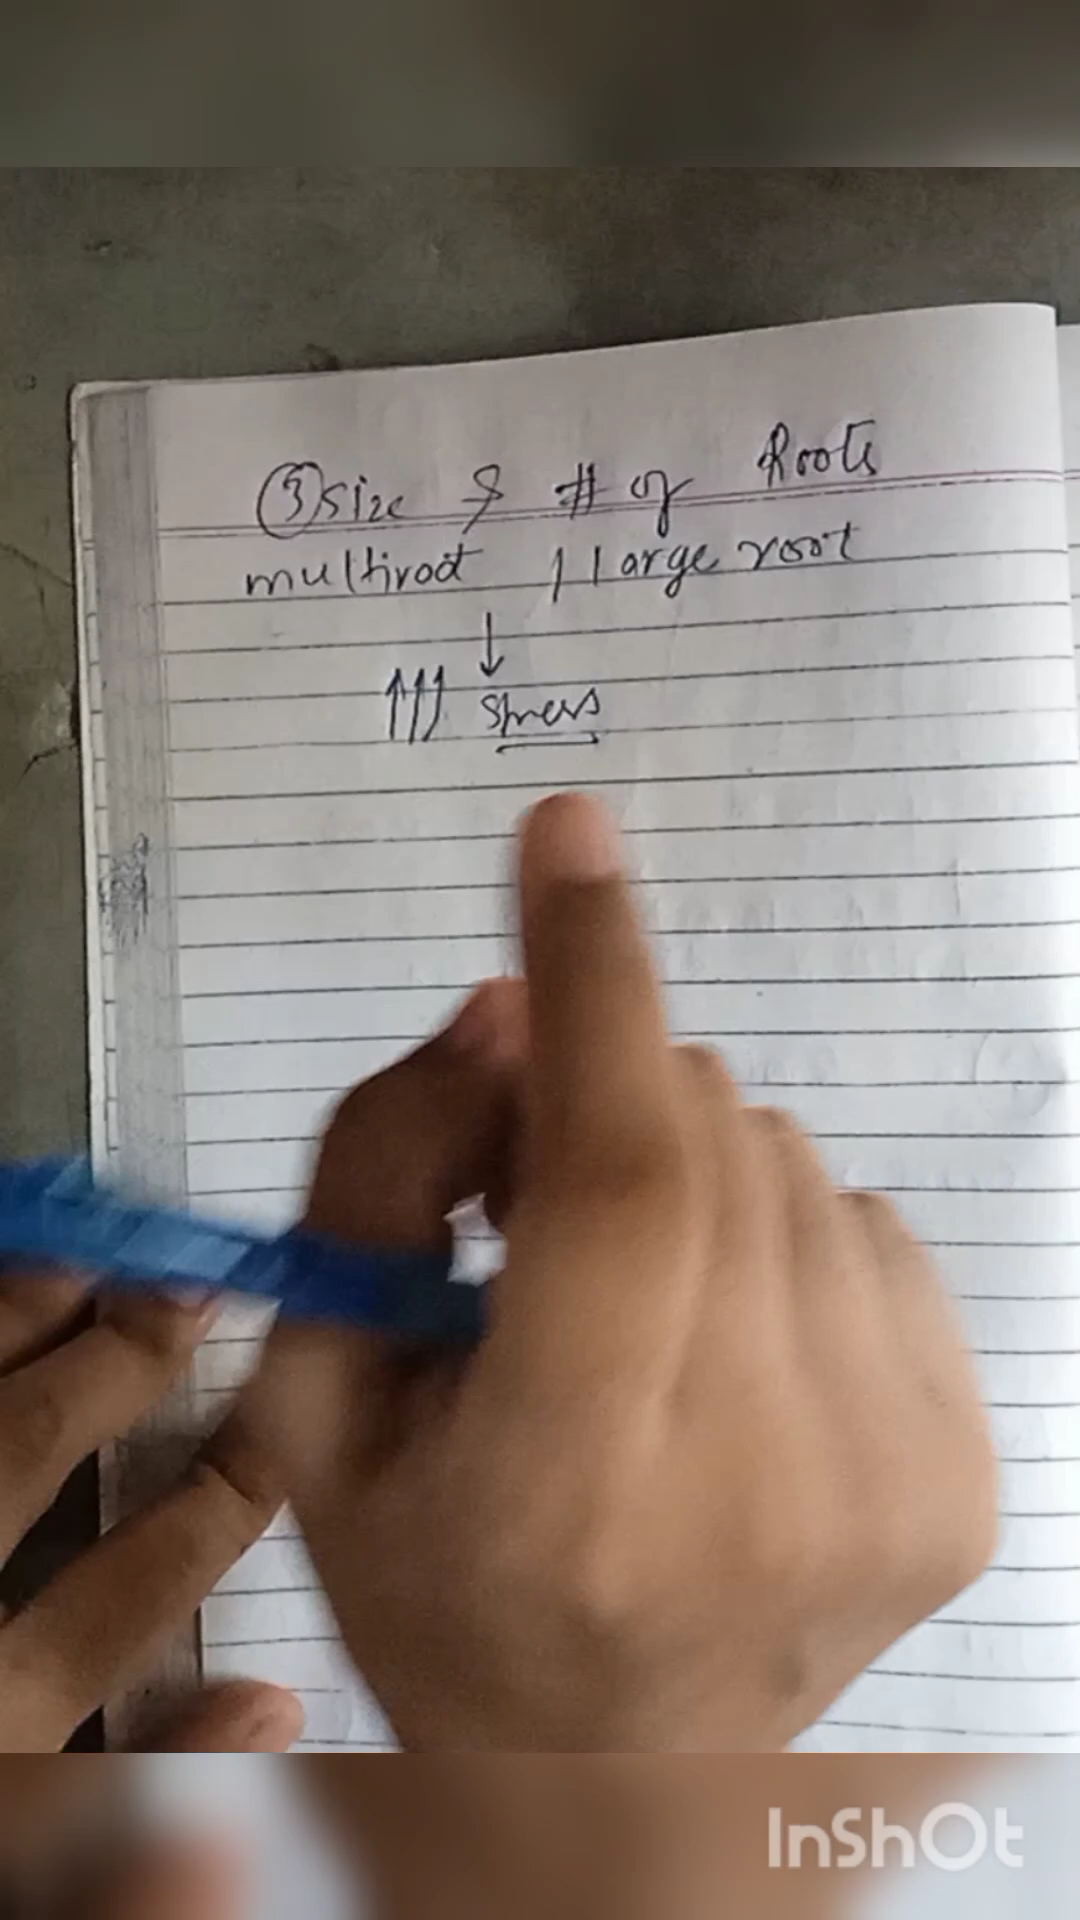 ③ size & # of Roots
multiroot / large root
↓
↑↑↑ stress
InShOt